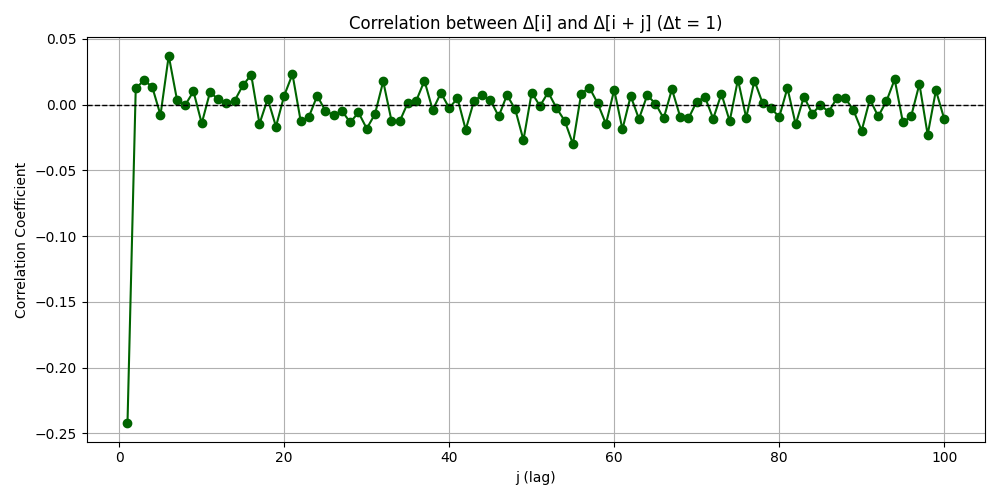 Correlation between Δ[i] and Δ[i + j] (Δt = 1)
0.05
0.00
−0.05
−0.10
−0.15
−0.20
−0.25
Correlation Coefficient
0 20 40 60 80 100
j (lag)